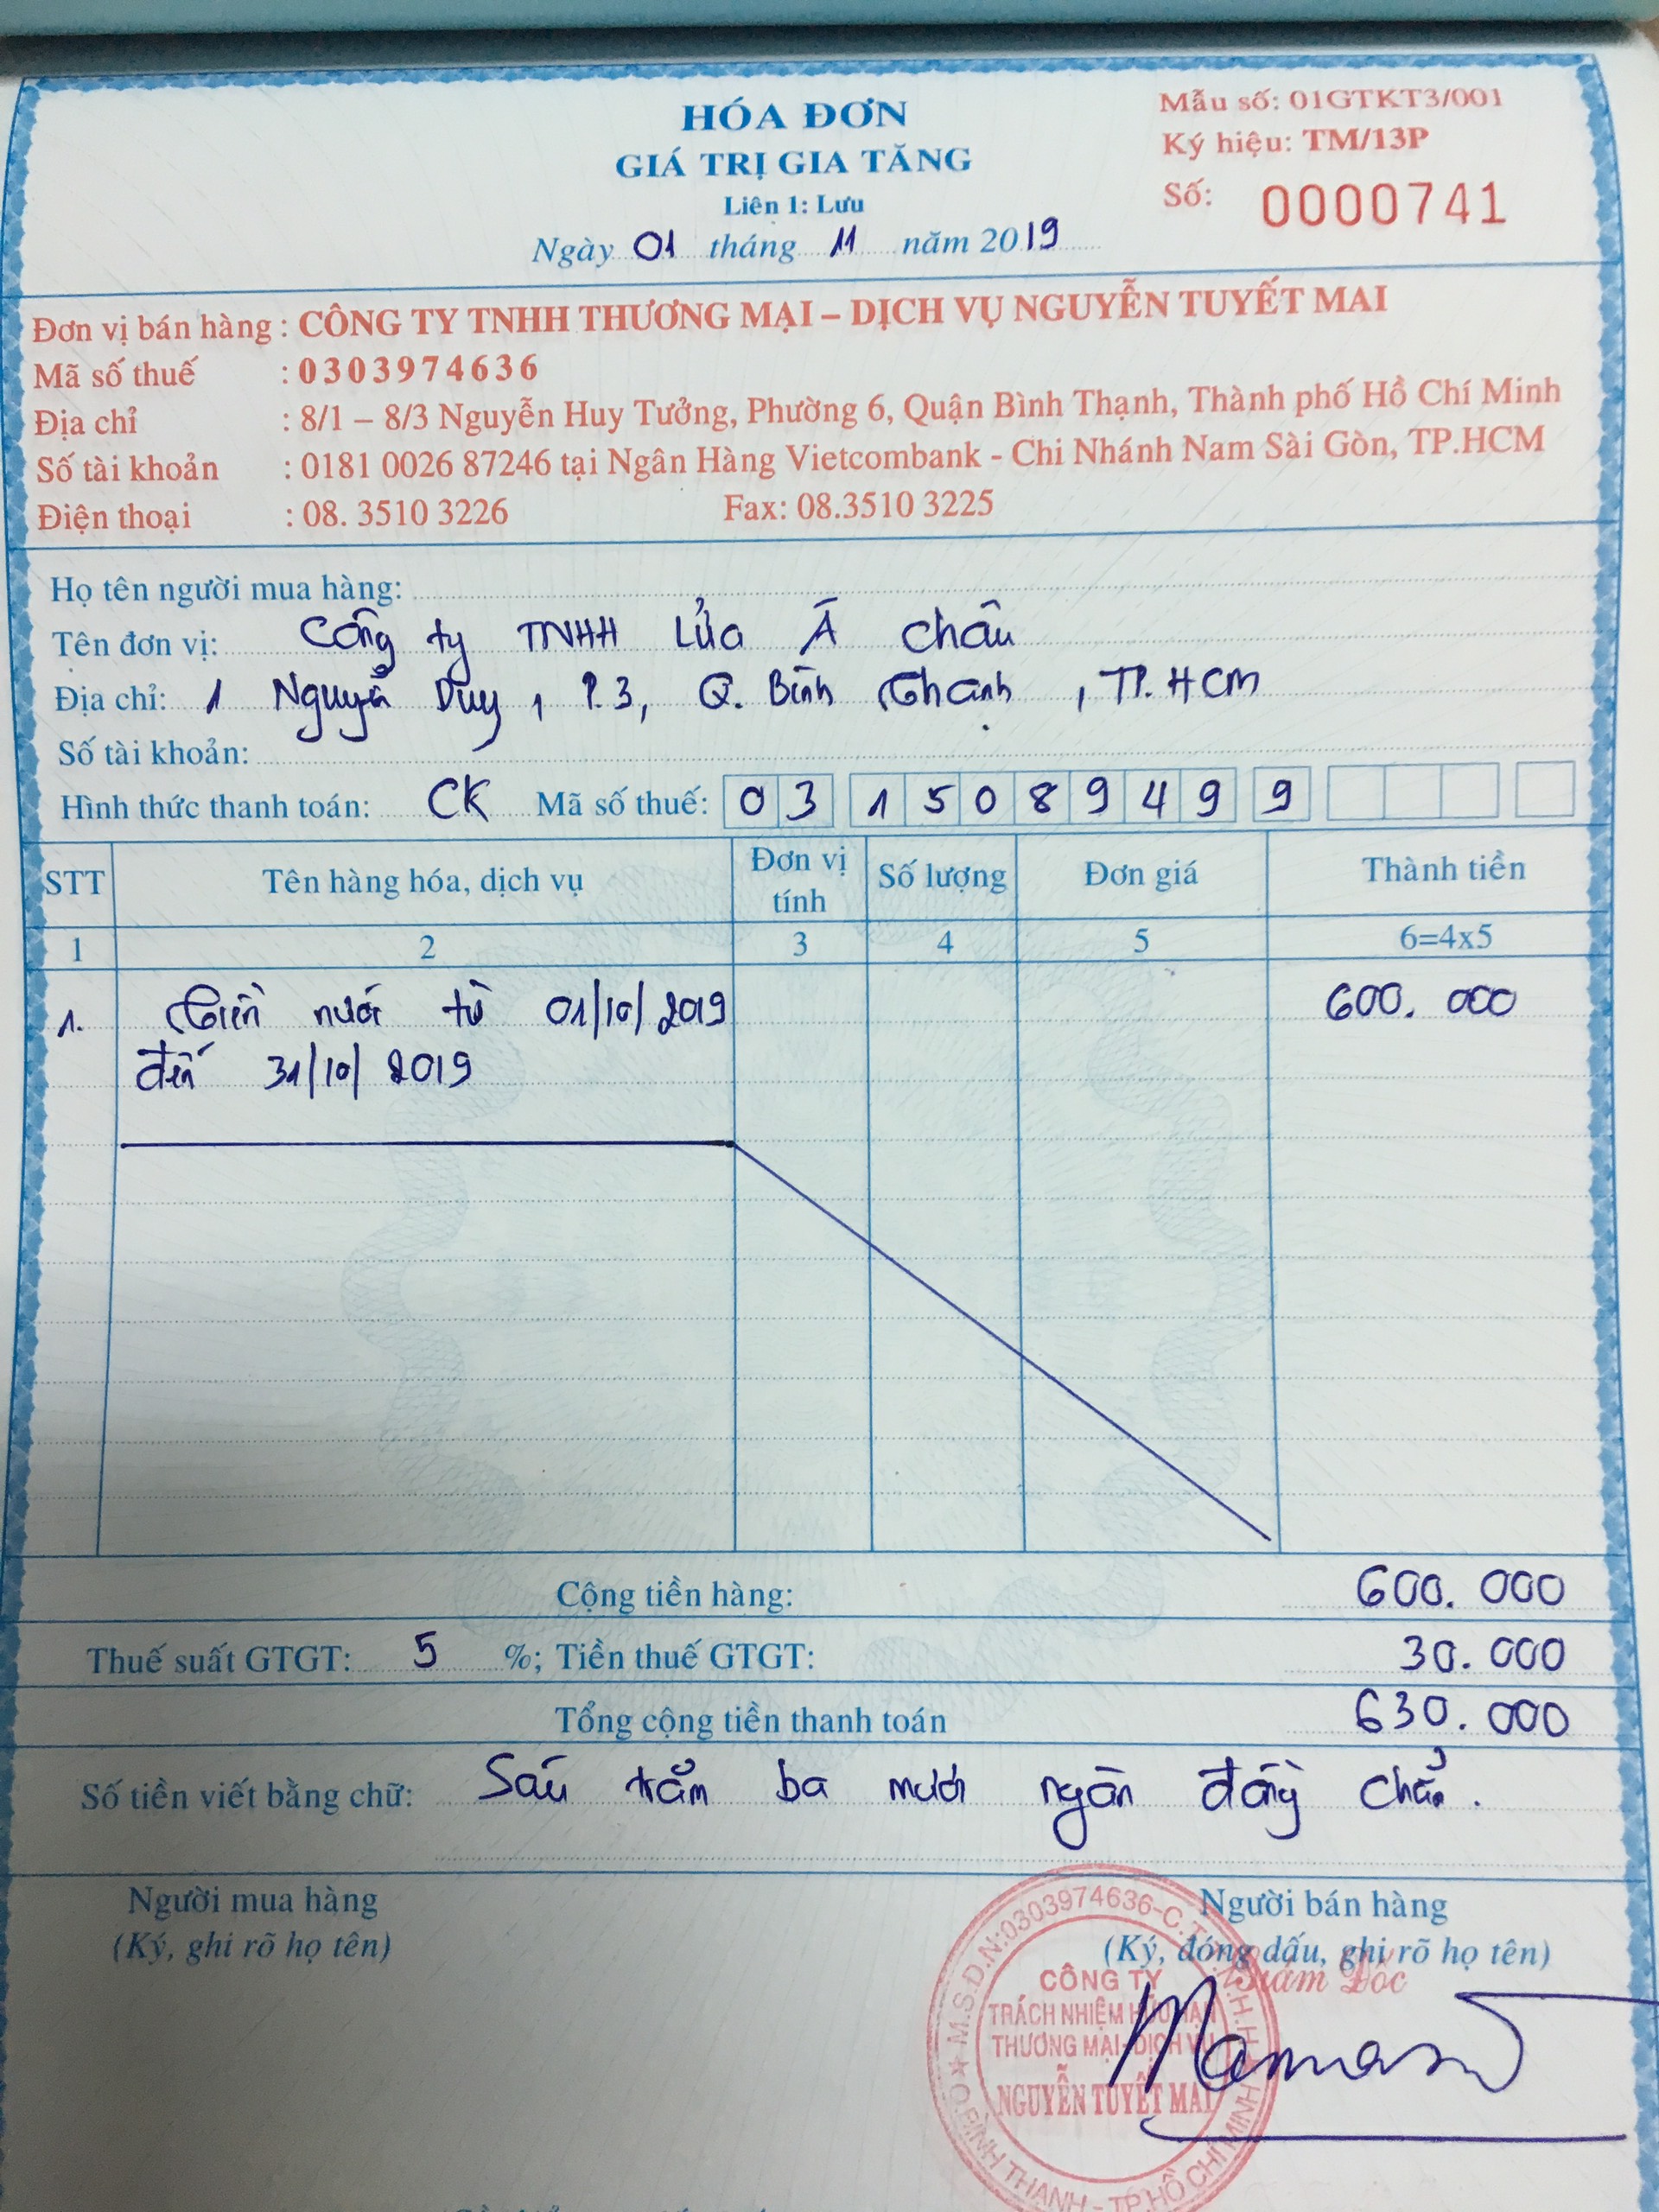 HÓA ĐƠN
GIÁ TRỊ GIA TĂNG
Liên 1: Lưu
Ngày 01 tháng 11 năm 2019
Mẫu số: 01GTKT3/001
Ký hiệu: TM/13P
Số: 0000741
Đơn vị bán hàng : CÔNG TY TNHH THƯƠNG MẠI – DỊCH VỤ NGUYỄN TUYẾT MAI
Mã số thuế : 0303974636
Địa chỉ : 8/1 – 8/3 Nguyễn Huy Tưởng, Phường 6, Quận Bình Thạnh, Thành phố Hồ Chí Minh
Số tài khoản : 0181 0026 87246 tại Ngân Hàng Vietcombank - Chi Nhánh Nam Sài Gòn, TP.HCM
Điện thoại : 08. 3510 3226 Fax: 08.3510 3225
Họ tên người mua hàng:
Tên đơn vị: Công ty TNHH Lửa Á Châu
Địa chỉ: 1 Nguyễn Duy, P.3, Q. Bình Thạnh, TP. HCM
Số tài khoản:
Hình thức thanh toán: CK Mã số thuế: 03 1508949 9
STT Tên hàng hóa, dịch vụ Đơn vị tính Số lượng Đơn giá Thành tiền
1 2 3 4 5 6=4x5
1. Tiền nước từ 01/10/2019 600.000
đến 31/10/2019
Cộng tiền hàng: 600.000
Thuế suất GTGT: 5 %; Tiền thuế GTGT: 30.000
Tổng cộng tiền thanh toán 630.000
Số tiền viết bằng chữ: Sáu trăm ba mươi ngàn đồng chẵn.
Người mua hàng
(Ký, ghi rõ họ tên)
Người bán hàng
(Ký, đóng dấu, ghi rõ họ tên)
Giám Đốc
M.S.D.N:0303974636-C.T.T.N.H.H
CÔNG TY
TRÁCH NHIỆM HỮU HẠN
THƯƠNG MẠI-DỊCH VỤ
NGUYỄN TUYẾT MAI
Q.BÌNH THẠNH - TP.HỒ CHÍ MINH